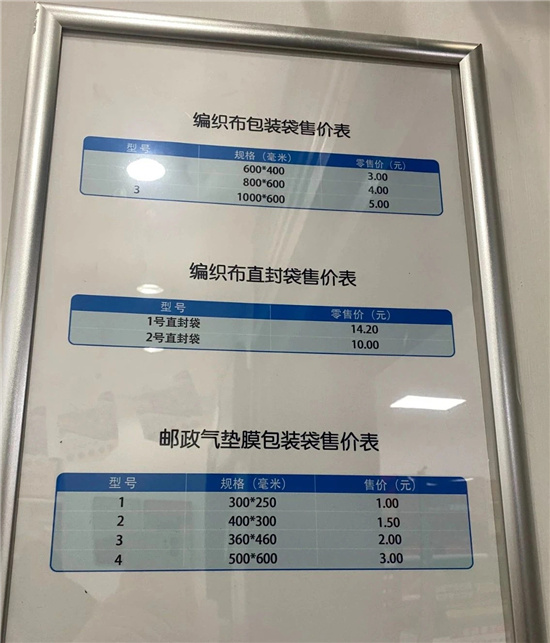 编织布包装袋售价表
型号 规格（毫米） 零售价（元）
600*400 3.00
800*600 4.00
3 1000*600 5.00
编织布直封袋售价表
型号 零售价（元）
1号直封袋 14.20
2号直封袋 10.00
邮政气垫膜包装袋售价表
型号 规格（毫米） 售价（元）
1 300*250 1.00
2 400*300 1.50
3 360*460 2.00
4 500*600 3.00